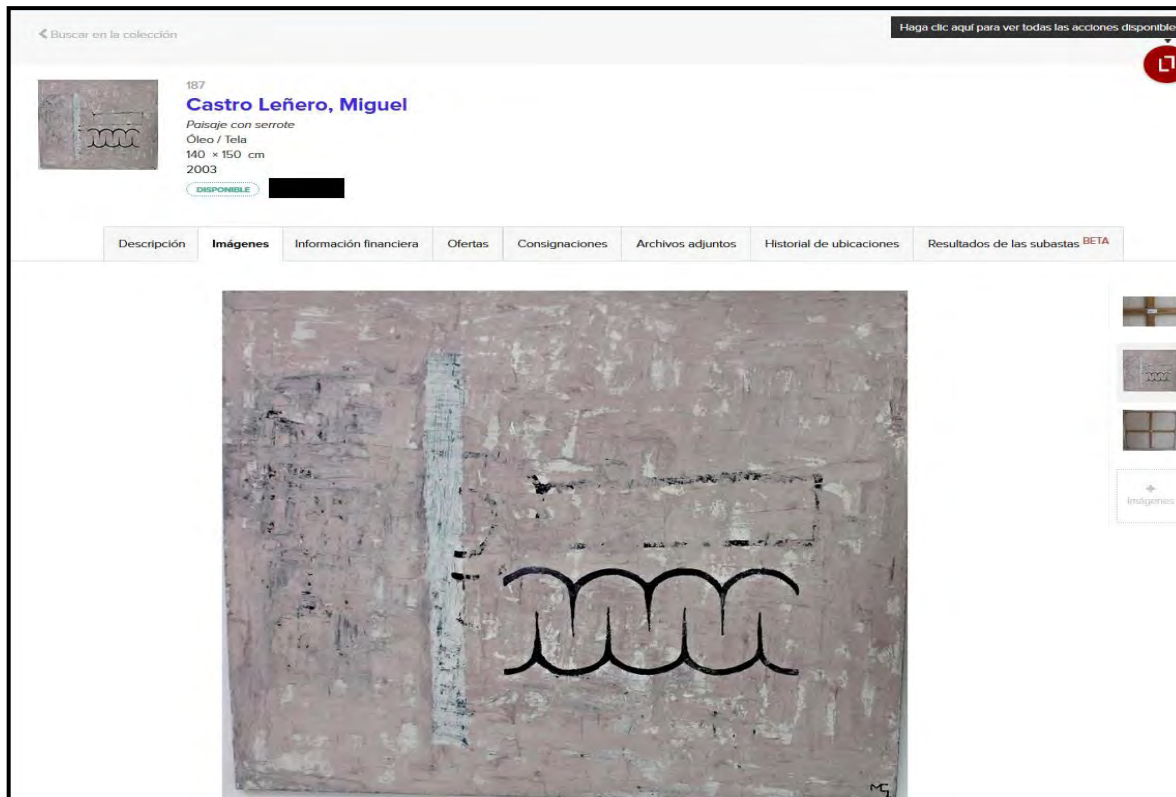 Buscar en la colección
Haga clic aquí para ver todas las acciones disponible
187
Castro Leñero, Miguel
Paisaje con serrote
Óleo / Tela
140 × 150 cm
2003
DISPONIBLE
Descripción Imágenes Información financiera Ofertas Consignaciones Archivos adjuntos Historial de ubicaciones Resultados de las subastas BETA
Imágenes